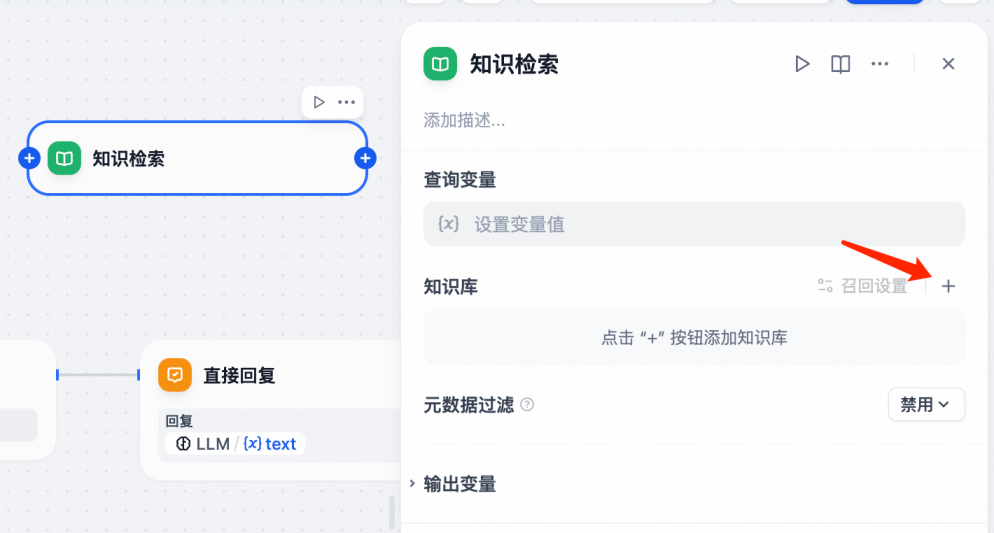 知识检索
添加描述...
查询变量
{x} 设置变量值
知识库
召回设置
点击 “+” 按钮添加知识库
元数据过滤
禁用
输出变量
知识检索
直接回复
回复
LLM / {x} text